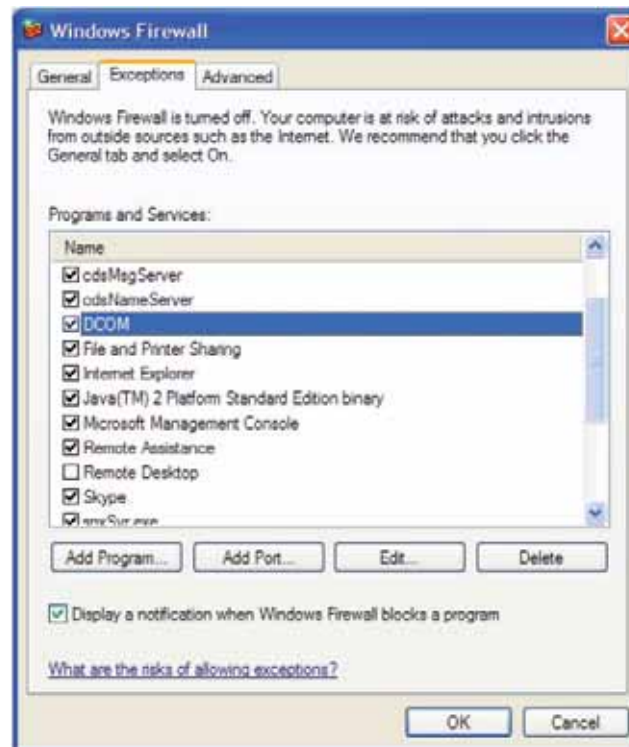 Windows Firewall
General Exceptions Advanced
Windows Firewall is turned off. Your computer is at risk of attacks and intrusions
from outside sources such as the Internet. We recommend that you click the
General tab and select On.
Programs and Services:
Name
cdsMsgServer
cdsNameServer
DCOM
File and Printer Sharing
Internet Explorer
Java(TM) 2 Platform Standard Edition binary
Microsoft Management Console
Remote Assistance
Remote Desktop
Skype
Add Program... Add Port... Edit... Delete
Display a notification when Windows Firewall blocks a program
What are the risks of allowing exceptions?
OK Cancel